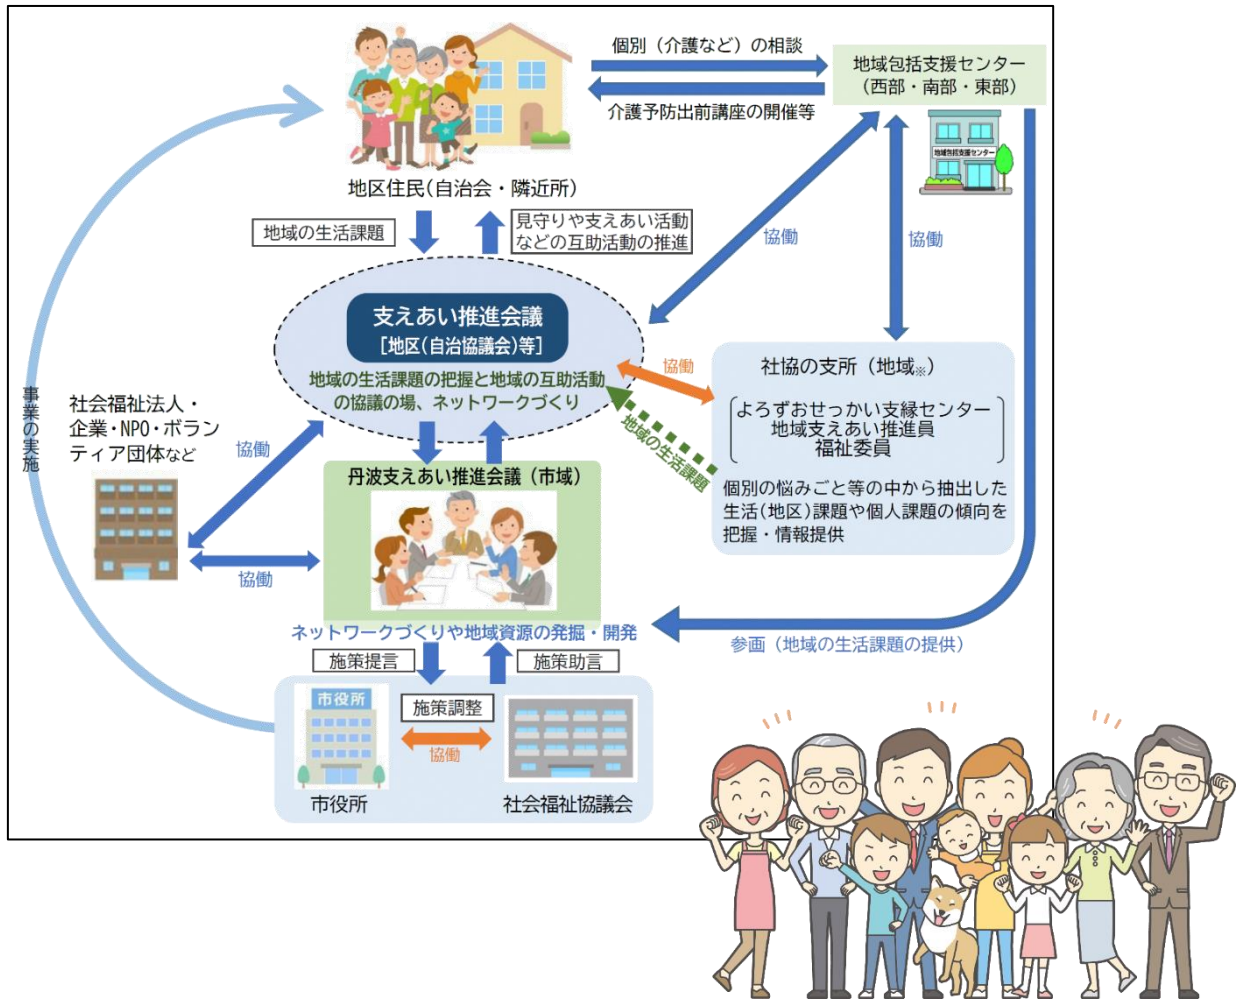 個別（介護など）の相談
地域包括支援センター
（西部・南部・東部）
介護予防出前講座の開催等
地域包括支援センター
地区住民(自治会・隣近所)
地域の生活課題
見守りや支えあい活動
などの互助活動の推進
協働
協働
支えあい推進会議
[地区(自治協議会)等]
地域の生活課題の把握と地域の互助活動
の協議の場、ネットワークづくり
協働
社協の支所（地域※）
よろずおせっかい支縁センター
地域支えあい推進員
福祉委員
個別の悩みごと等の中から抽出した
生活(地区)課題や個人課題の傾向を
把握・情報提供
地域の生活課題
事業の実施
社会福祉法人・
企業・NPO・ボラン
ティア団体など
協働
協働
丹波支えあい推進会議（市域）
ネットワークづくりや地域資源の発掘・開発
参画（地域の生活課題の提供）
施策提言
施策助言
市役所
施策調整
協働
市役所
社会福祉協議会